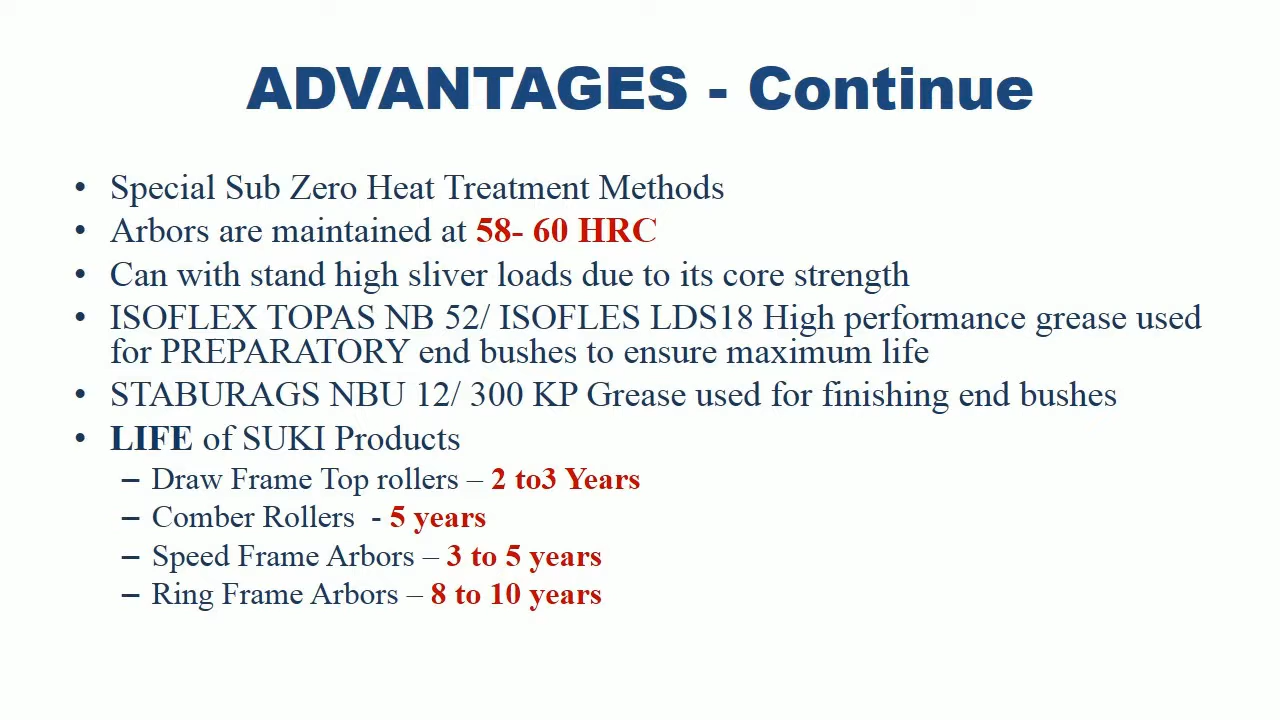 ADVANTAGES - Continue
• Special Sub Zero Heat Treatment Methods
• Arbors are maintained at 58- 60 HRC
• Can with stand high sliver loads due to its core strength
• ISOFLEX TOPAS NB 52/ ISOFLES LDS18 High performance grease used
for PREPARATORY end bushes to ensure maximum life
• STABURAGS NBU 12/ 300 KP Grease used for finishing end bushes
• LIFE of SUKI Products
– Draw Frame Top rollers – 2 to3 Years
– Comber Rollers  - 5 years
– Speed Frame Arbors – 3 to 5 years
– Ring Frame Arbors – 8 to 10 years